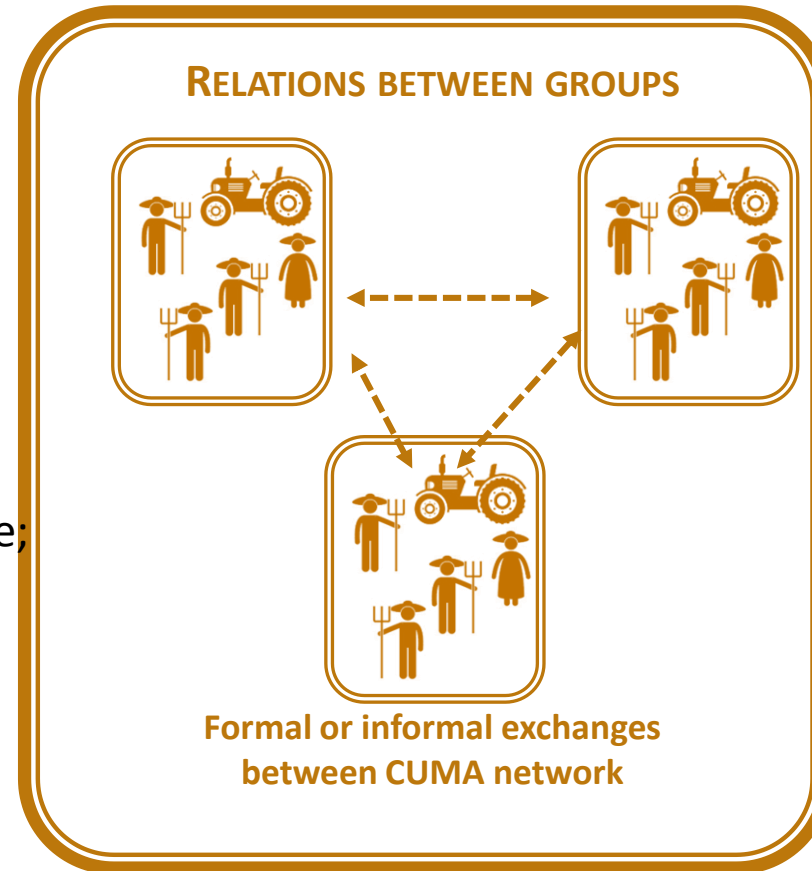 RELATIONS BETWEEN GROUPS
e;
Formal or informal exchanges
between CUMA network